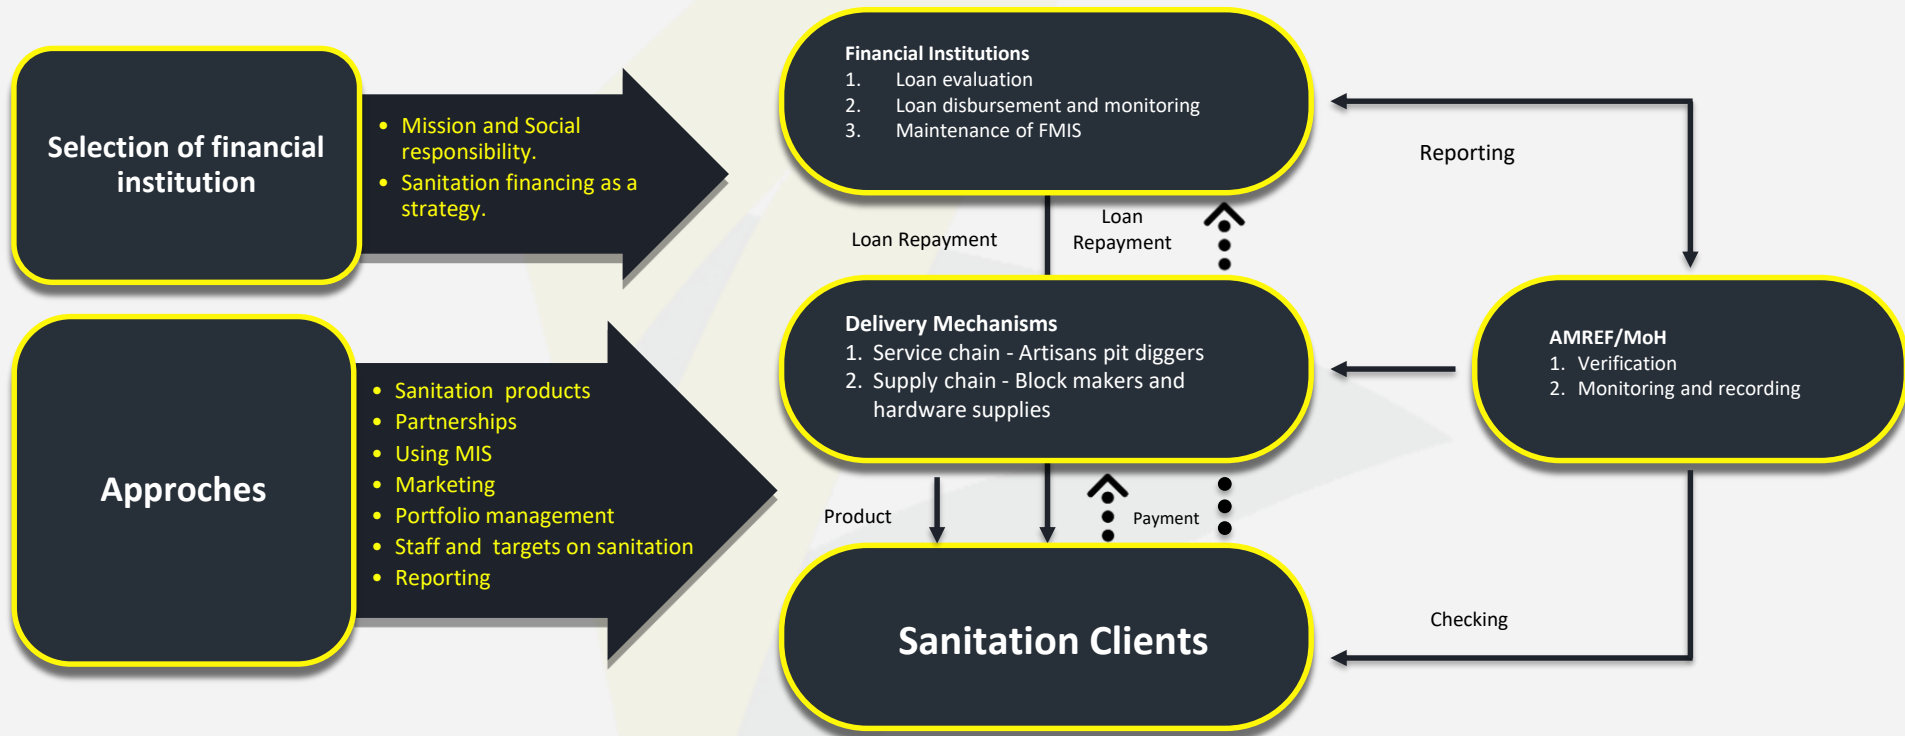 Selection of financial
institution
• Mission and Social
responsibility.
• Sanitation financing as a
strategy.
Financial Institutions
1. Loan evaluation
2. Loan disbursement and monitoring
3. Maintenance of FMIS
Reporting
Loan Repayment
Loan
Repayment
Approches
• Sanitation products
• Partnerships
• Using MIS
• Marketing
• Portfolio management
• Staff and targets on sanitation
• Reporting
Delivery Mechanisms
1. Service chain - Artisans pit diggers
2. Supply chain - Block makers and
hardware supplies
AMREF/MoH
1. Verification
2. Monitoring and recording
Product
Payment
Sanitation Clients
Checking